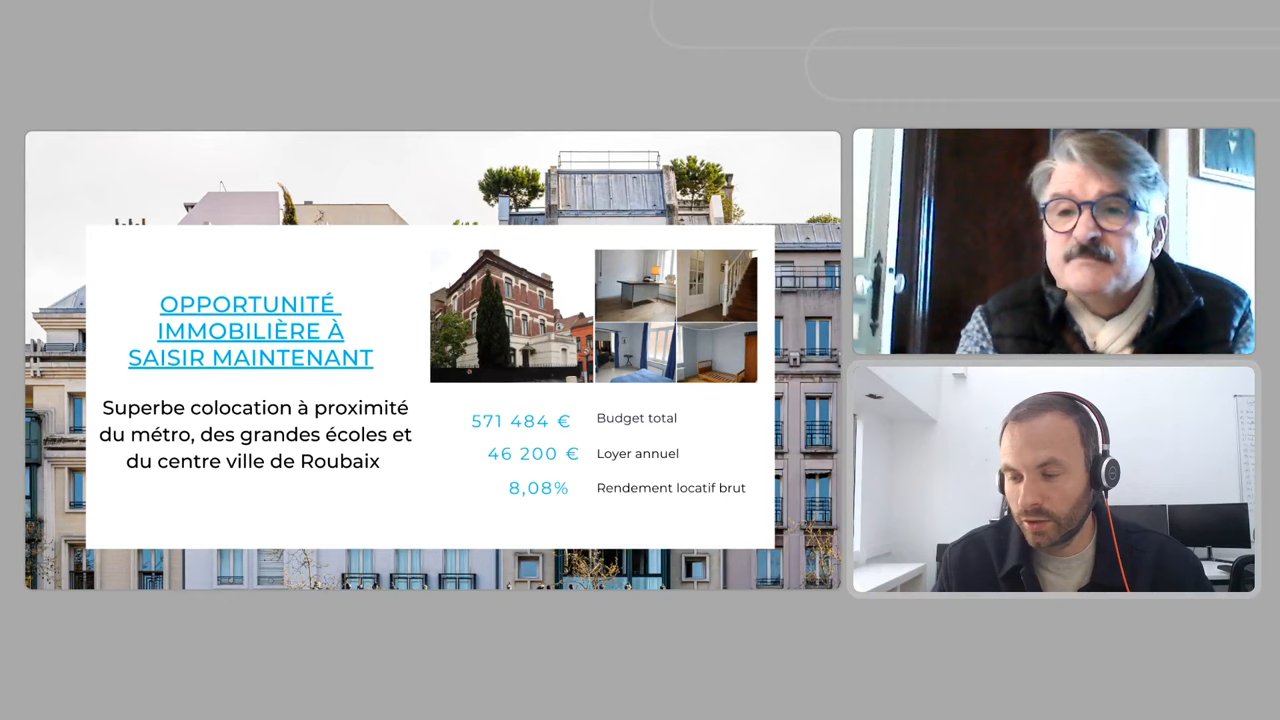 OPPORTUNITÉ
IMMOBILIÈRE À
SAISIR MAINTENANT
Superbe colocation à proximité
du métro, des grandes écoles et
du centre ville de Roubaix
571 484 € Budget total
46 200 € Loyer annuel
8,08% Rendement locatif brut